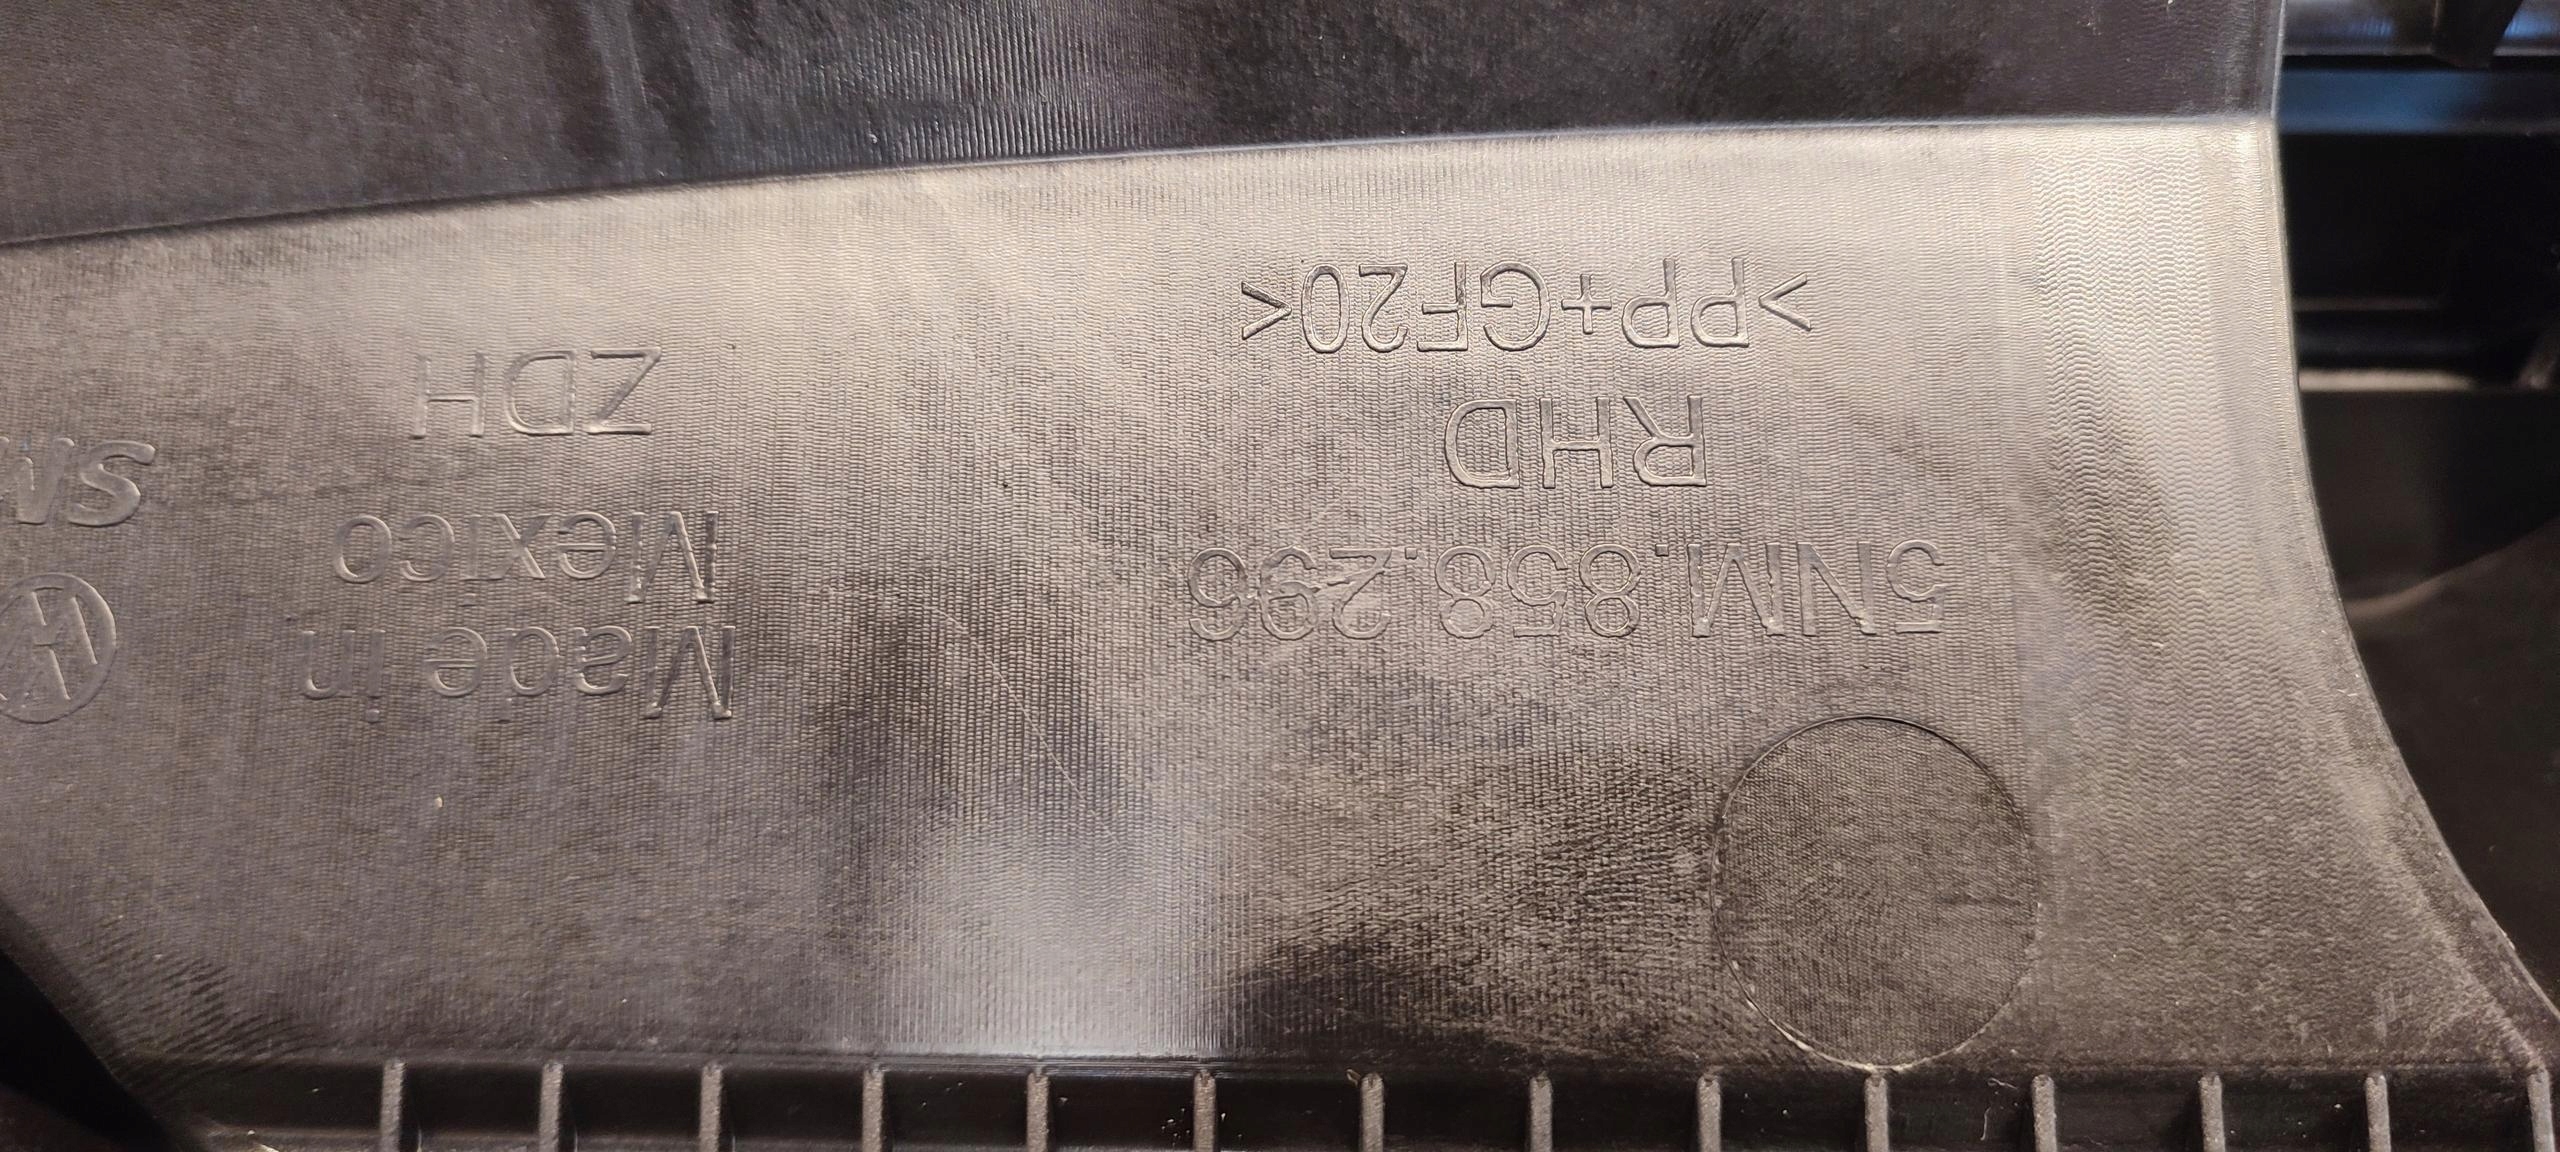 5NM.858.296
RHD
>PP+GF20<
Made in
Mexico
ZDH